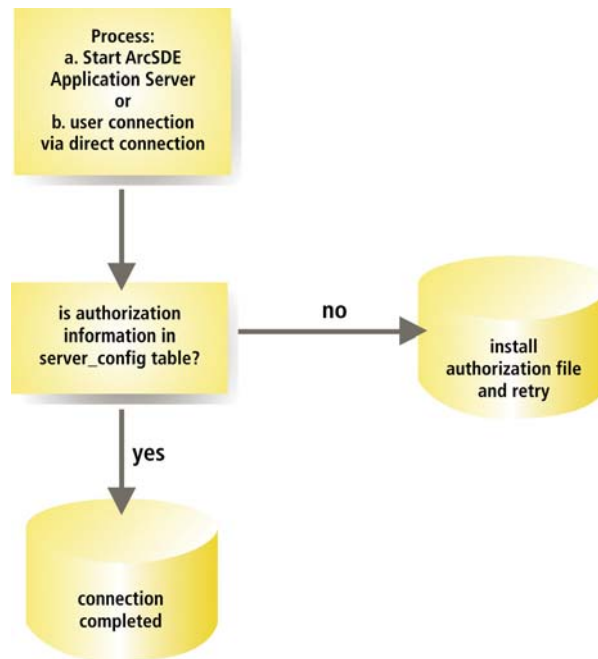 Process:
a. Start ArcSDE
Application Server
or
b. user connection
via direct connection
is authorization
information in
server_config table?
no
install
authorization file
and retry
yes
connection
completed